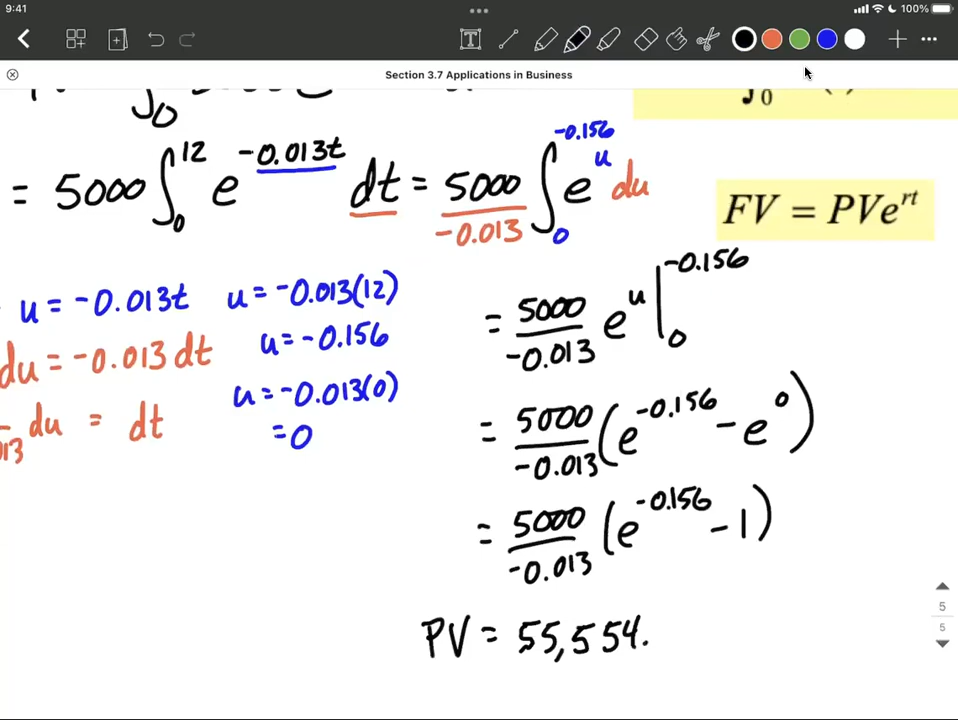 9:41
100%
Section 3.7 Applications in Business
= 5000 ∫₀¹² e^(-0.013t) dt = 5000/-0.013 ∫₀^(-0.156) e^u du
FV = PVe^(rt)
u = -0.013t
u = -0.013(12)
du = -0.013 dt
u = -0.156
u = -0.013(0)
du = dt
= 0
= 5000/-0.013 e^u |₀^(-0.156)
= 5000/-0.013 (e^(-0.156) - e^0)
= 5000/-0.013 (e^(-0.156) - 1)
PV = 55,554.
5
5